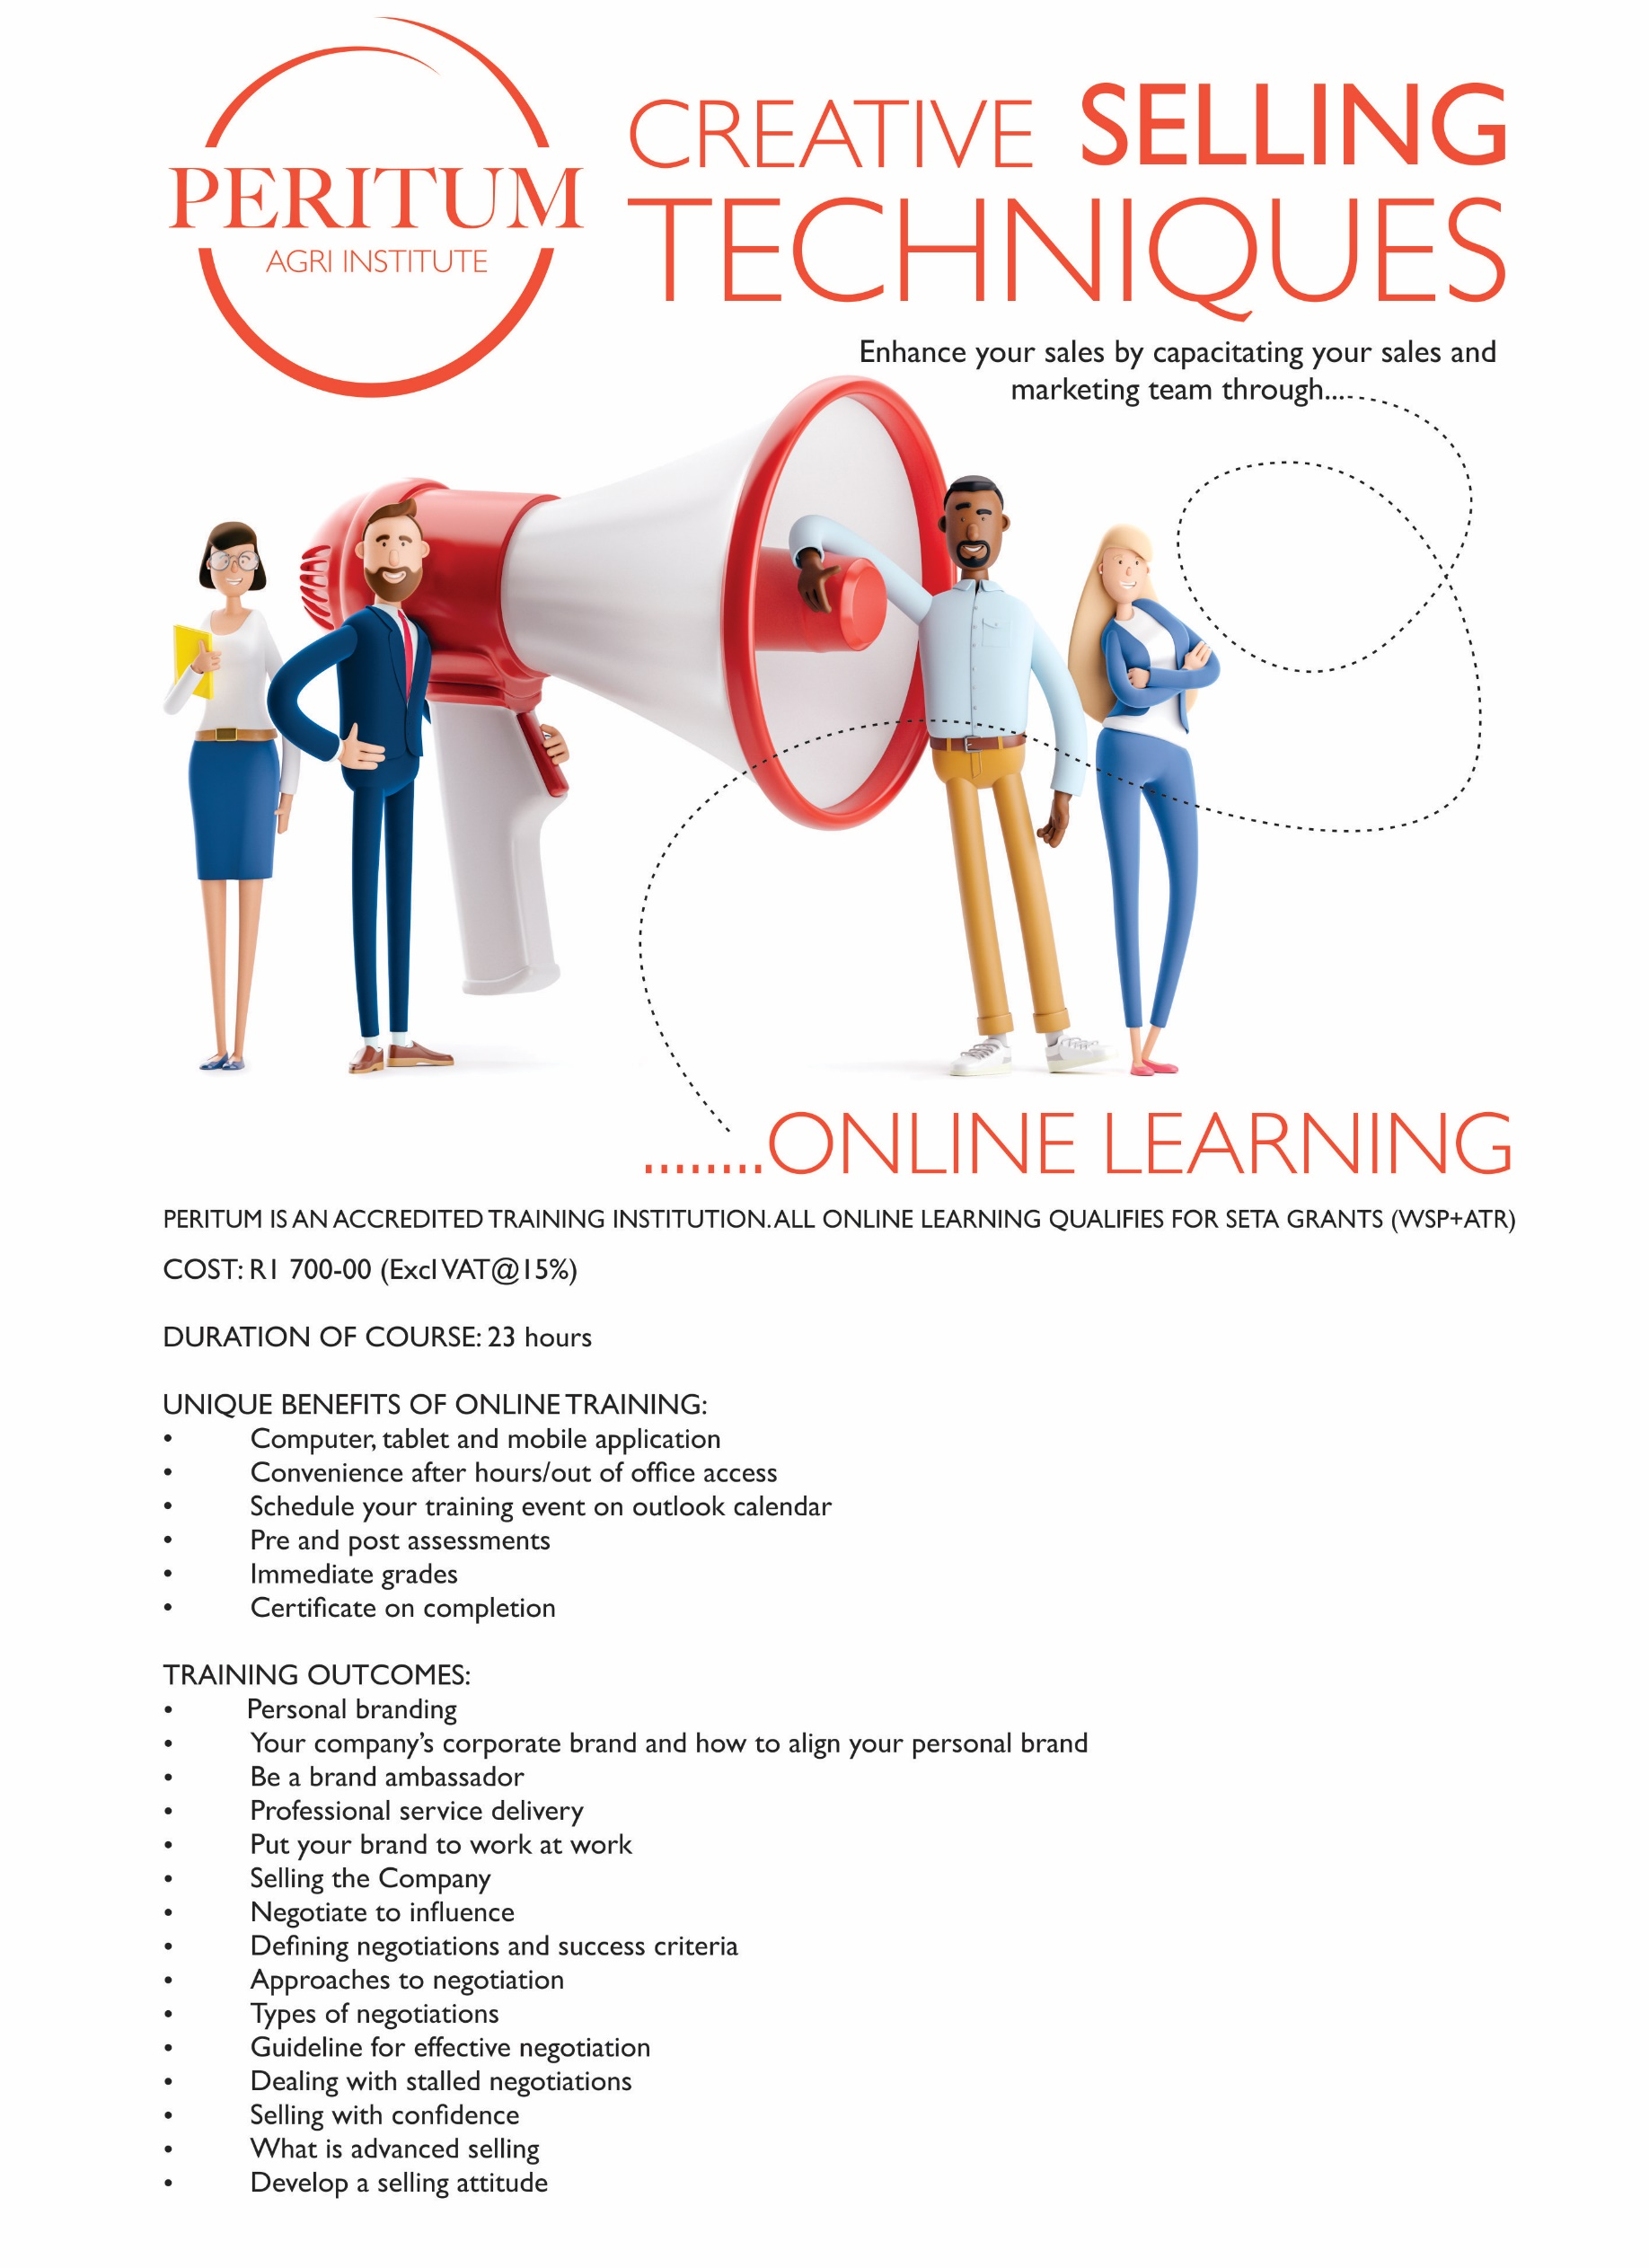 PERITUM
AGRI INSTITUTE
CREATIVE SELLING
TECHNIQUES
Enhance your sales by capacitating your sales and
marketing team through...
........ONLINE LEARNING
PERITUM IS AN ACCREDITED TRAINING INSTITUTION. ALL ONLINE LEARNING QUALIFIES FOR SETA GRANTS (WSP+ATR)
COST: R1 700-00 (Excl VAT@15%)
DURATION OF COURSE: 23 hours
UNIQUE BENEFITS OF ONLINE TRAINING:
• Computer, tablet and mobile application
• Convenience after hours/out of office access
• Schedule your training event on outlook calendar
• Pre and post assessments
• Immediate grades
• Certificate on completion
TRAINING OUTCOMES:
• Personal branding
• Your company's corporate brand and how to align your personal brand
• Be a brand ambassador
• Professional service delivery
• Put your brand to work at work
• Selling the Company
• Negotiate to influence
• Defining negotiations and success criteria
• Approaches to negotiation
• Types of negotiations
• Guideline for effective negotiation
• Dealing with stalled negotiations
• Selling with confidence
• What is advanced selling
• Develop a selling attitude